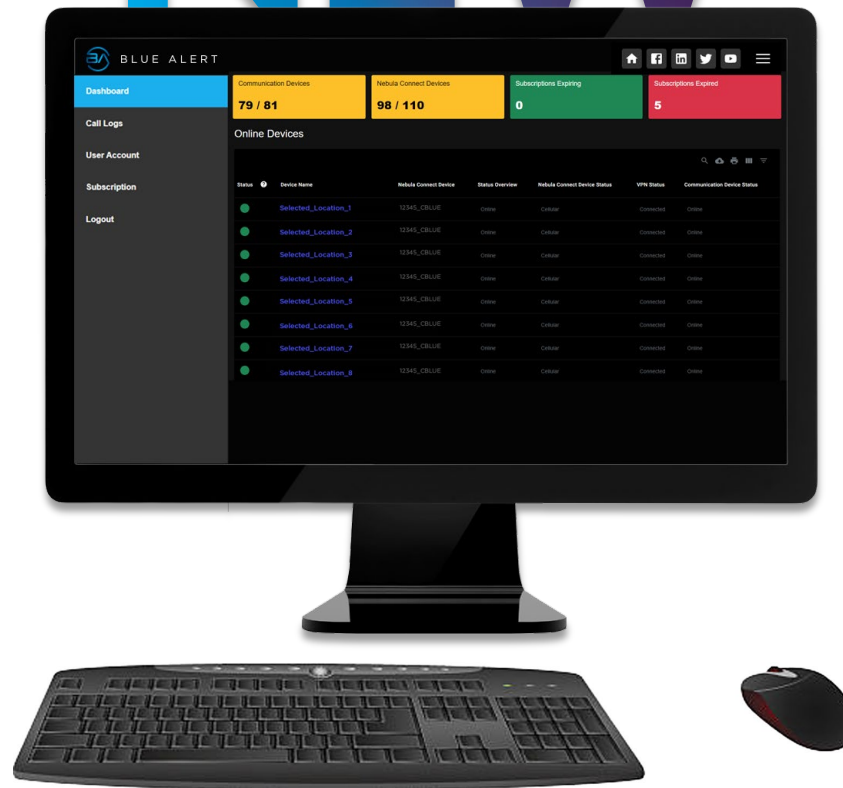 BLUE ALERT
Dashboard
Call Logs
User Account
Subscription
Logout
Communication Devices
79 / 81
Nebula Connect Devices
98 / 110
Subscriptions Expiring
0
Subscriptions Expired
5
Online Devices
Status Device Name Nebula Connect Device Status Overview Nebula Connect Device Status VPN Status Communication Device Status
Selected_Location_1 12345_CBLUE Online Cellular Connected Online
Selected_Location_2 12345_CBLUE Online Cellular Connected Online
Selected_Location_3 12345_CBLUE Online Cellular Connected Online
Selected_Location_4 12345_CBLUE Online Cellular Connected Online
Selected_Location_5 12345_CBLUE Online Cellular Connected Online
Selected_Location_6 12345_CBLUE Online Cellular Connected Online
Selected_Location_7 12345_CBLUE Online Cellular Connected Online
Selected_Location_8 12345_CBLUE Online Cellular Connected Online